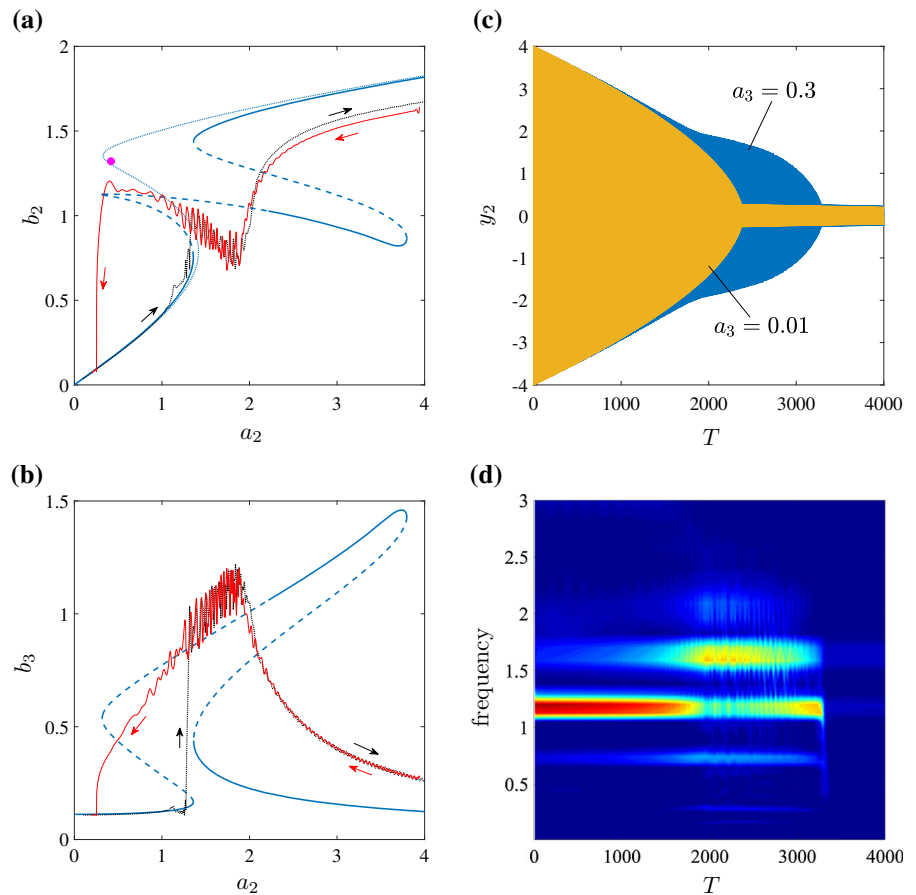 (a)
2
1.5
1
0.5
0
b₂
0 1 2 3 4
a₂
(c)
4
3
2
1
0
-1
-2
-3
-4
y₂
a₃ = 0.3
a₃ = 0.01
0 1000 2000 3000 4000
T
(b)
1.5
1
0.5
0
b₃
0 1 2 3 4
a₂
(d)
3
2.5
2
1.5
1
0.5
frequency
0 1000 2000 3000 4000
T